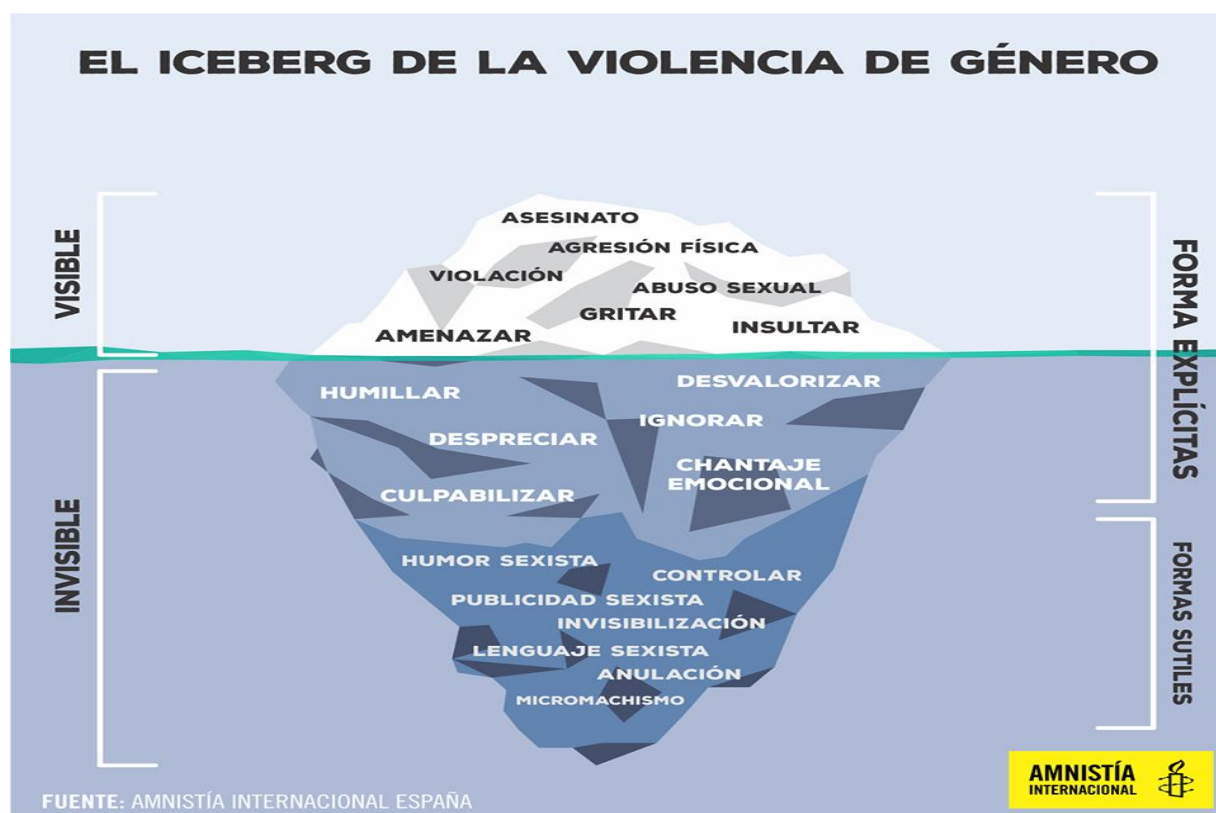 EL ICEBERG DE LA VIOLENCIA DE GÉNERO
VISIBLE
ASESINATO
AGRESIÓN FÍSICA
VIOLACIÓN
ABUSO SEXUAL
GRITAR
AMENAZAR
INSULTAR
FORMA EXPLÍCITAS
INVISIBLE
HUMILLAR
DESVALORIZAR
IGNORAR
DESPRECIAR
CHANTAJE
EMOCIONAL
CULPABILIZAR
FORMAS SUTILES
HUMOR SEXISTA
CONTROLAR
PUBLICIDAD SEXISTA
INVISIBILIZACIÓN
LENGUAJE SEXISTA
ANULACIÓN
MICROMACHISMO
AMNISTÍA
INTERNACIONAL
FUENTE: AMNISTÍA INTERNACIONAL ESPAÑA